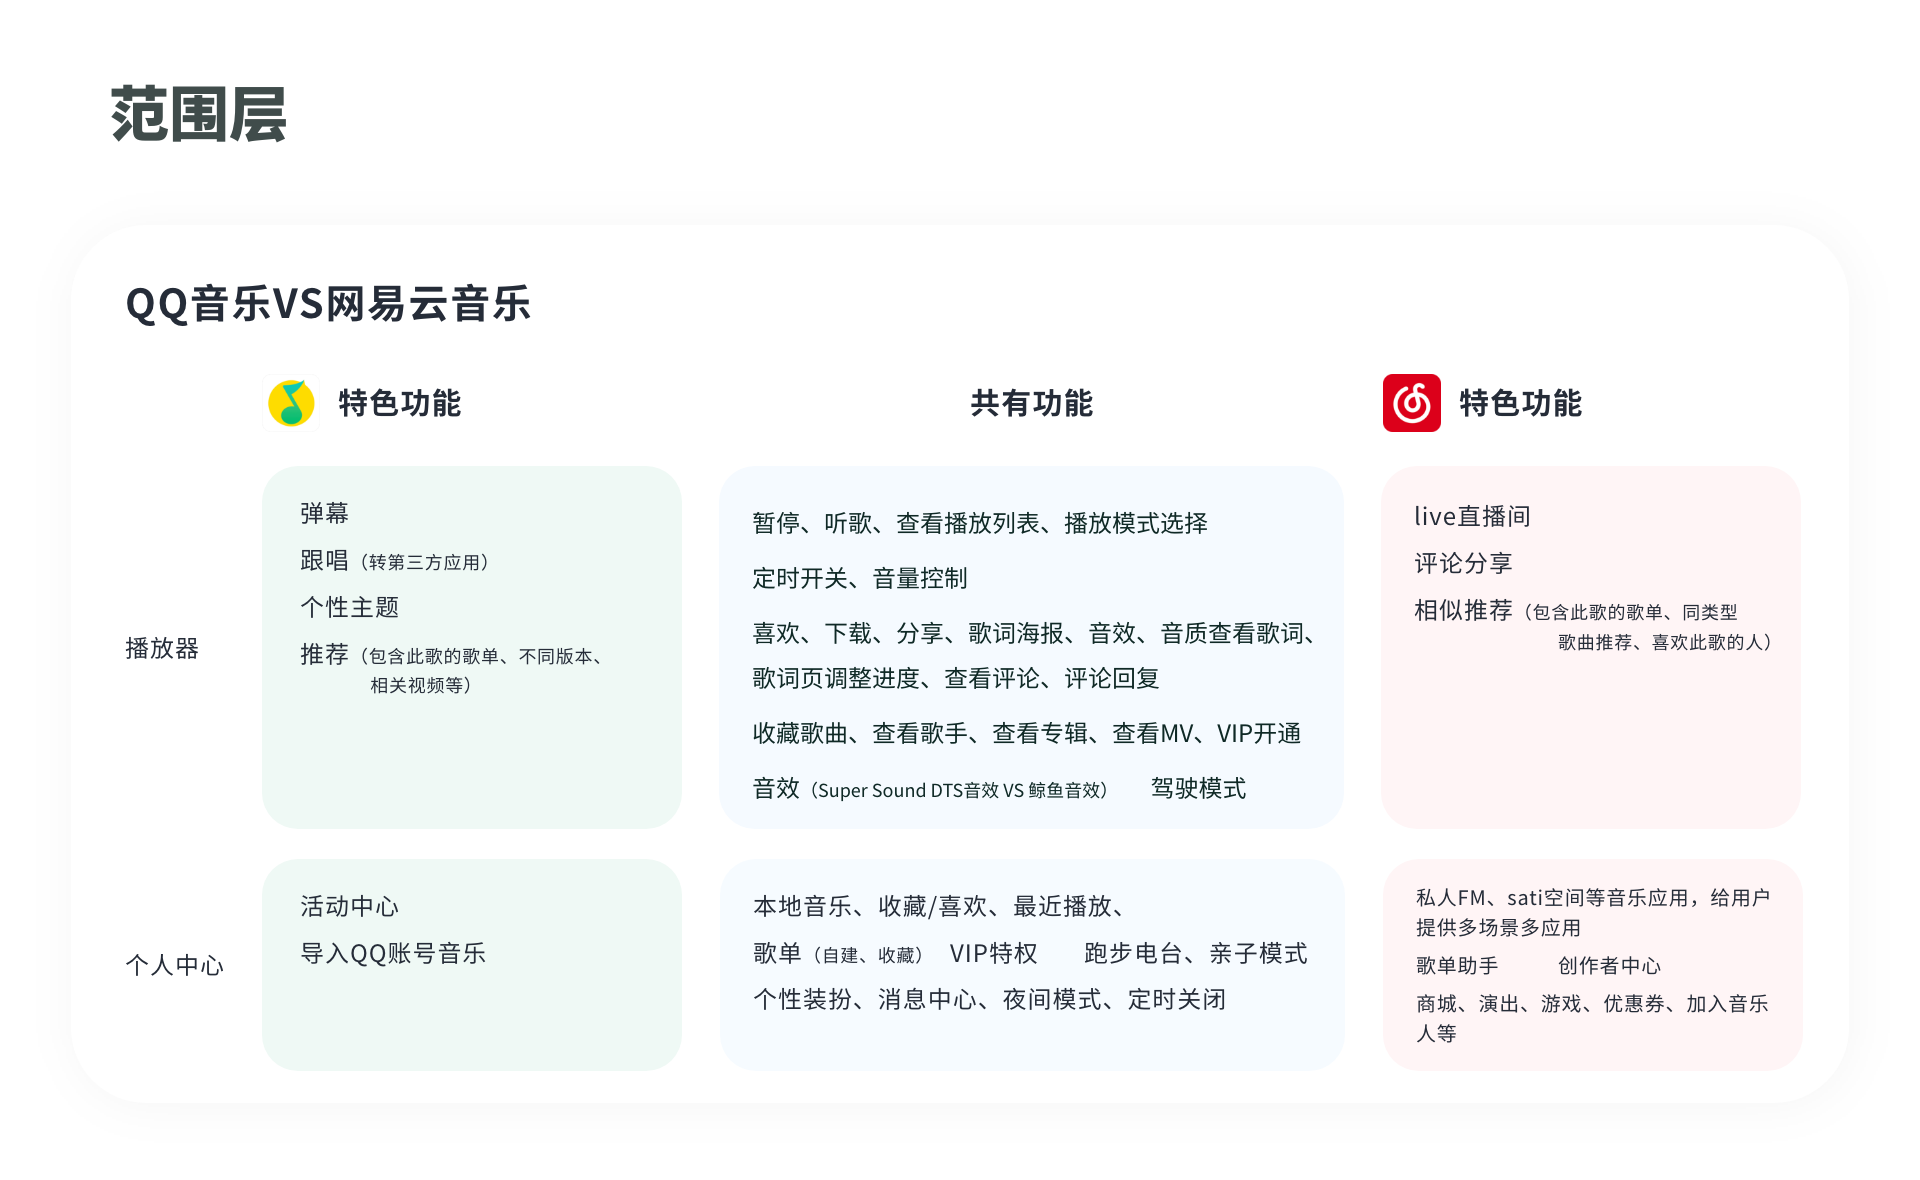 范围层
QQ音乐VS网易云音乐
特色功能
共有功能
特色功能
播放器
弹幕
跟唱（转第三方应用）
个性主题
推荐（包含此歌的歌单、不同版本、
相关视频等）
暂停、听歌、查看播放列表、播放模式选择
定时开关、音量控制
喜欢、下载、分享、歌词海报、音效、音质查看歌词、
歌词页调整进度、查看评论、评论回复
收藏歌曲、查看歌手、查看专辑、查看MV、VIP开通
音效（Super Sound DTS音效 VS 鲸鱼音效） 驾驶模式
live直播间
评论分享
相似推荐（包含此歌的歌单、同类型
歌曲推荐、喜欢此歌的人）
个人中心
活动中心
导入QQ账号音乐
本地音乐、收藏/喜欢、最近播放、
歌单（自建、收藏） VIP特权 跑步电台、亲子模式
个性装扮、消息中心、夜间模式、定时关闭
私人FM、sati空间等音乐应用，给用户
提供多场景多应用
歌单助手 创作者中心
商城、演出、游戏、优惠券、加入音乐
人等